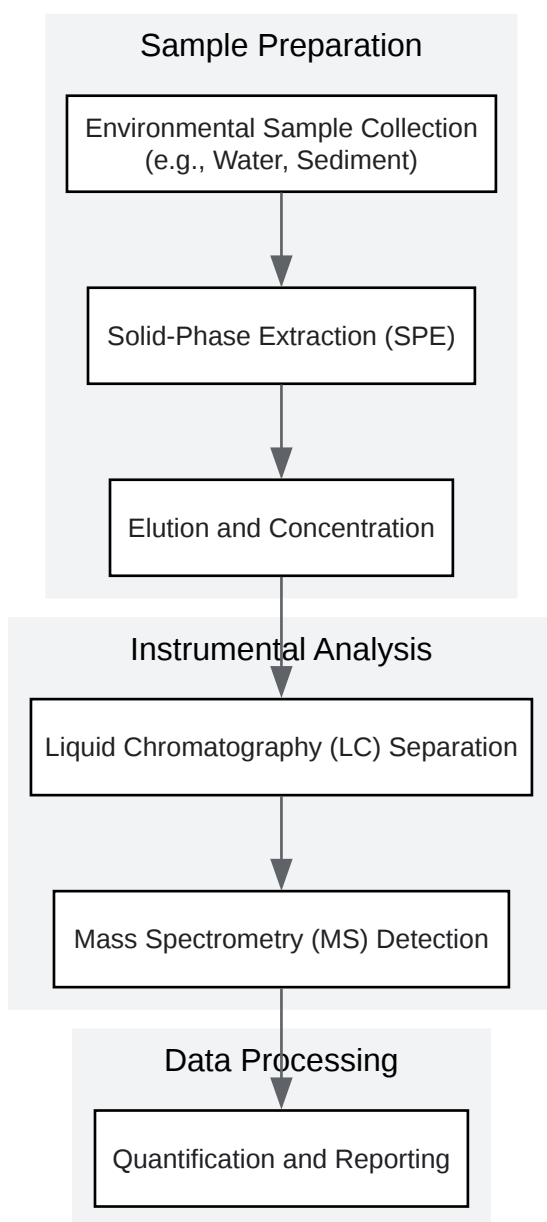 Sample Preparation
Environmental Sample Collection
(e.g., Water, Sediment)
Solid-Phase Extraction (SPE)
Elution and Concentration
Instrumental Analysis
Liquid Chromatography (LC) Separation
Mass Spectrometry (MS) Detection
Data Processing
Quantification and Reporting